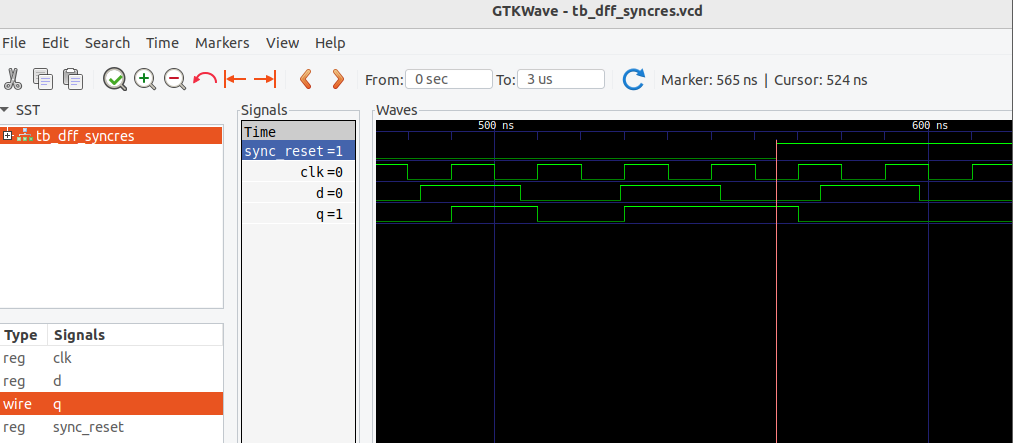 GTKWave - tb_dff_syncres.vcd
File Edit Search Time Markers View Help
From: 0 sec To: 3 us Marker: 565 ns | Cursor: 524 ns
SST
tb_dff_syncres
Type Signals
reg clk
reg d
wire q
reg sync_reset
Signals
Time
sync_reset =1
clk =0
d =0
q =1
Waves
500 ns 600 ns